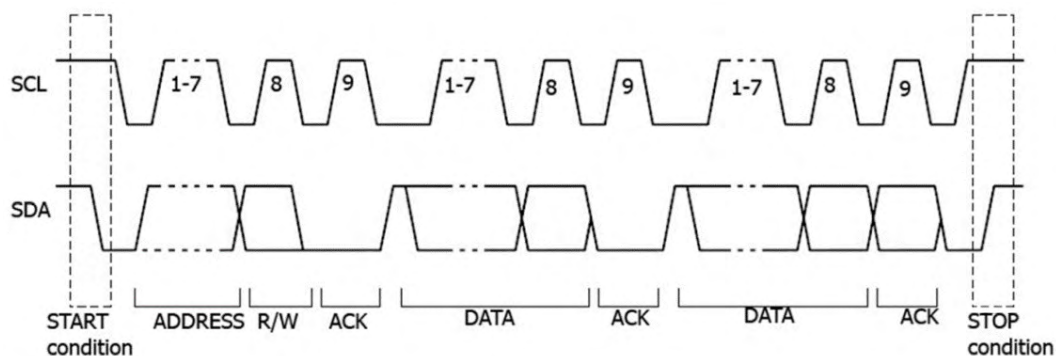 SCL 1-7 8 9 1-7 8 9 1-7 8 9
SDA
START condition
ADDRESS R/W ACK DATA ACK DATA ACK
STOP condition